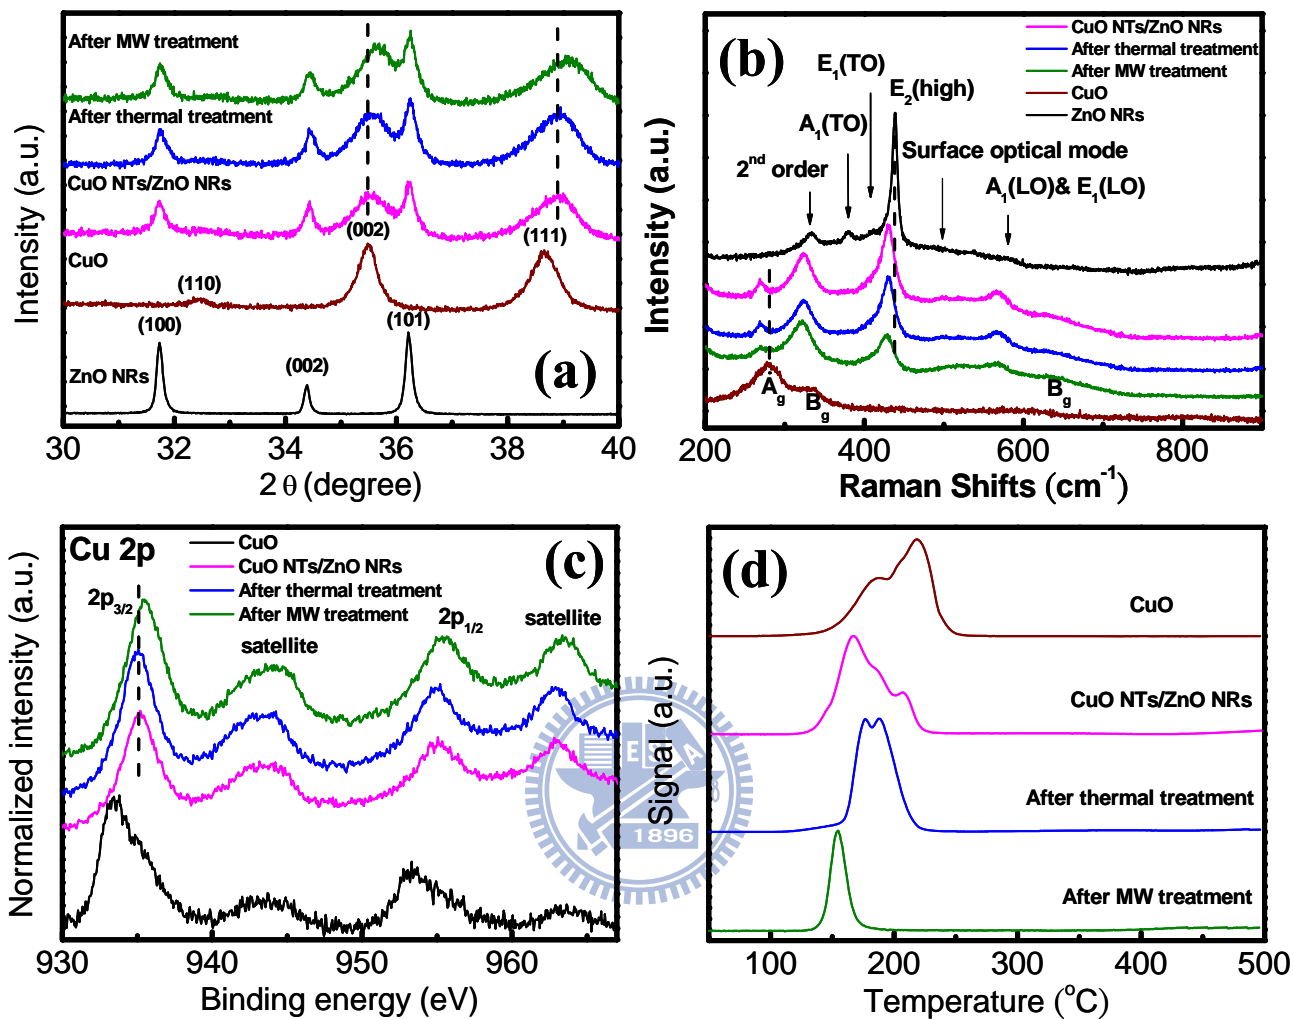 After MW treatment
After thermal treatment
CuO NTs/ZnO NRs
(002)
(111)
CuO
(110)
(100)
(101)
(002)
ZnO NRs
(a)
30 32 34 36 38 40
2 θ (degree)
Intensity (a.u.)
(b)
CuO NTs/ZnO NRs
After thermal treatment
After MW treatment
CuO
ZnO NRs
E1(TO)
E2(high)
A1(TO)
Surface optical mode
2nd order
A1(LO)& E1(LO)
Ag
Bg
Bg
200 400 600 800
Raman Shifts (cm-1)
Intensity (a.u.)
Cu 2p
CuO
CuO NTs/ZnO NRs
After thermal treatment
After MW treatment
(c)
2p3/2
satellite
2p1/2
satellite
930 940 950 960
Binding energy (eV)
Normalized intensity (a.u.)
(d)
CuO
CuO NTs/ZnO NRs
After thermal treatment
After MW treatment
100 200 300 400 500
Temperature (oC)
Signal (a.u.)
1896